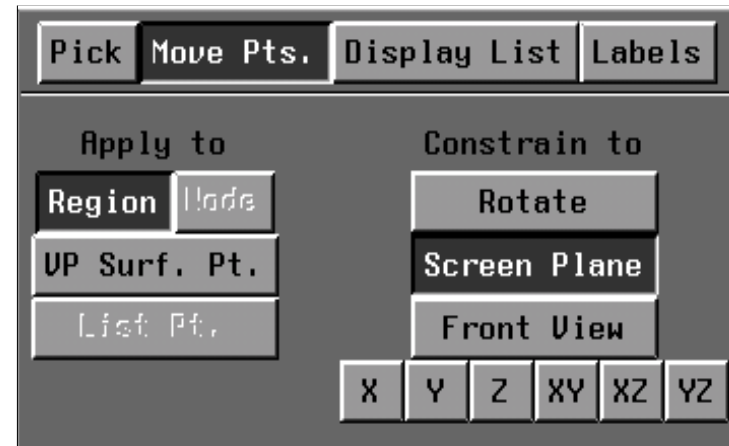 Pick Move Pts. Display List Labels
Apply to Constrain to
Region Node Rotate
VP Surf. Pt. Screen Plane
List Pt. Front View
X Y Z XY XZ YZ